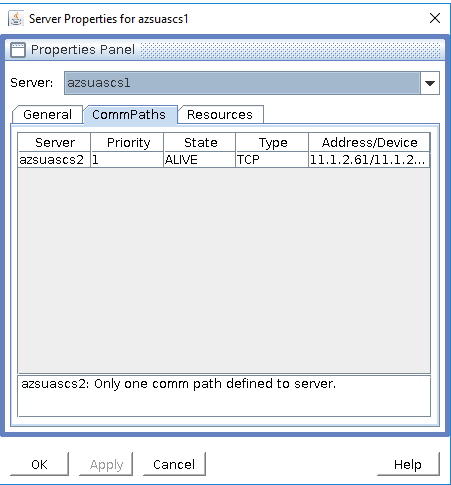 Server Properties for azsuascs1
Properties Panel
Server: azsuascs1
General CommPaths Resources
Server Priority State Type Address/Device
azsuascs2 1 ALIVE TCP 11.1.2.61/11.1.2...
azsuascs2: Only one comm path defined to server.
OK Apply Cancel Help